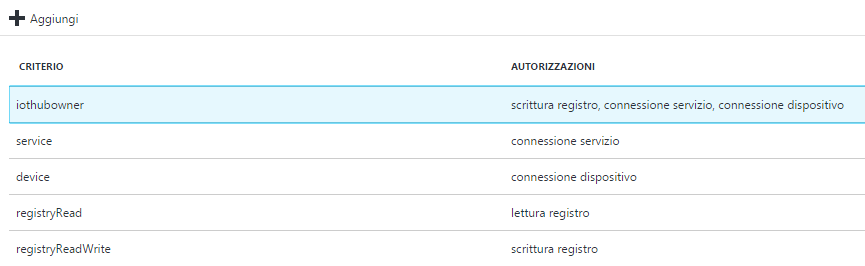 Aggiungi
CRITERIO AUTORIZZAZIONI
iothubowner scrittura registro, connessione servizio, connessione dispositivo
service connessione servizio
device connessione dispositivo
registryRead lettura registro
registryReadWrite scrittura registro